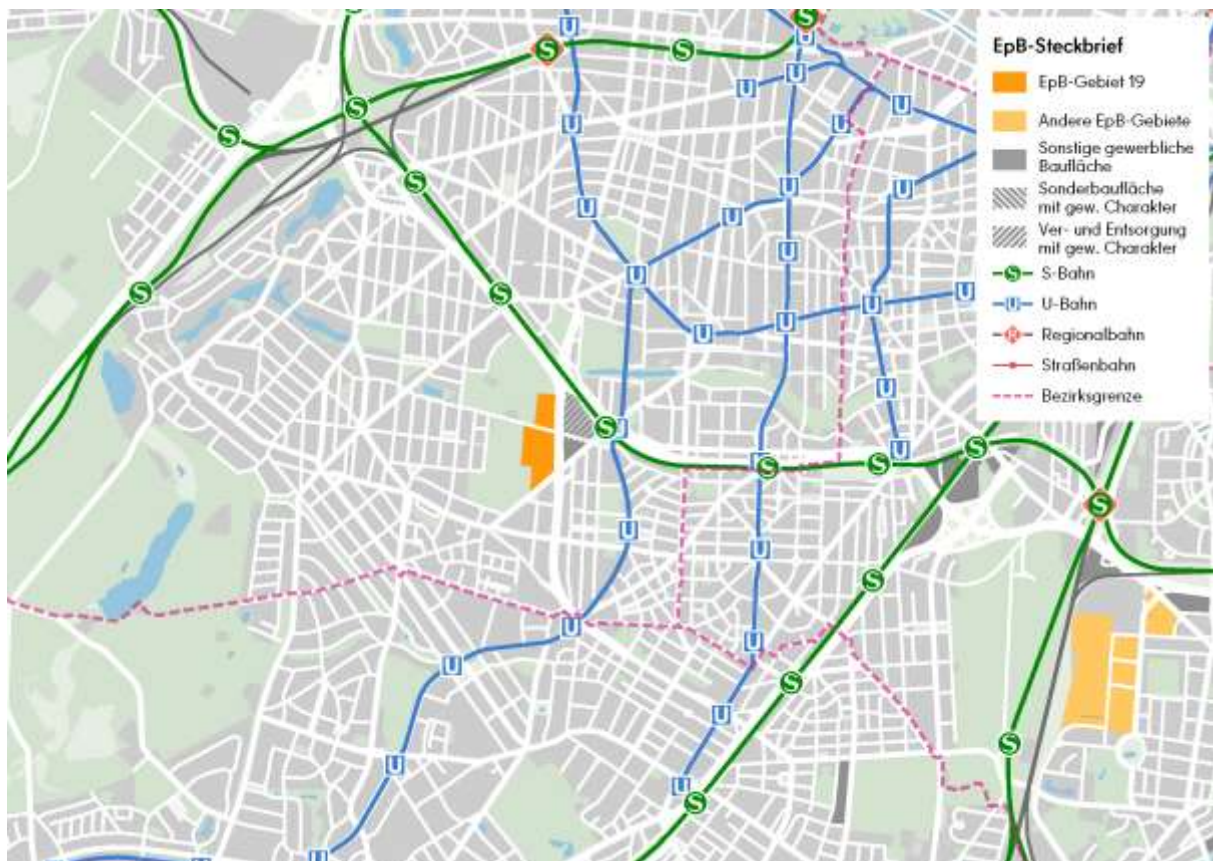 EpB-Steckbrief
EpB-Gebiet 19
Andere EpB-Gebiete
Sonstige gewerbliche
Baufläche
Sonderbaufläche
mit gew. Charakter
Ver- und Entsorgung
mit gew. Charakter
S S-Bahn
U U-Bahn
R Regionalbahn
Straßenbahn
Bezirksgrenze